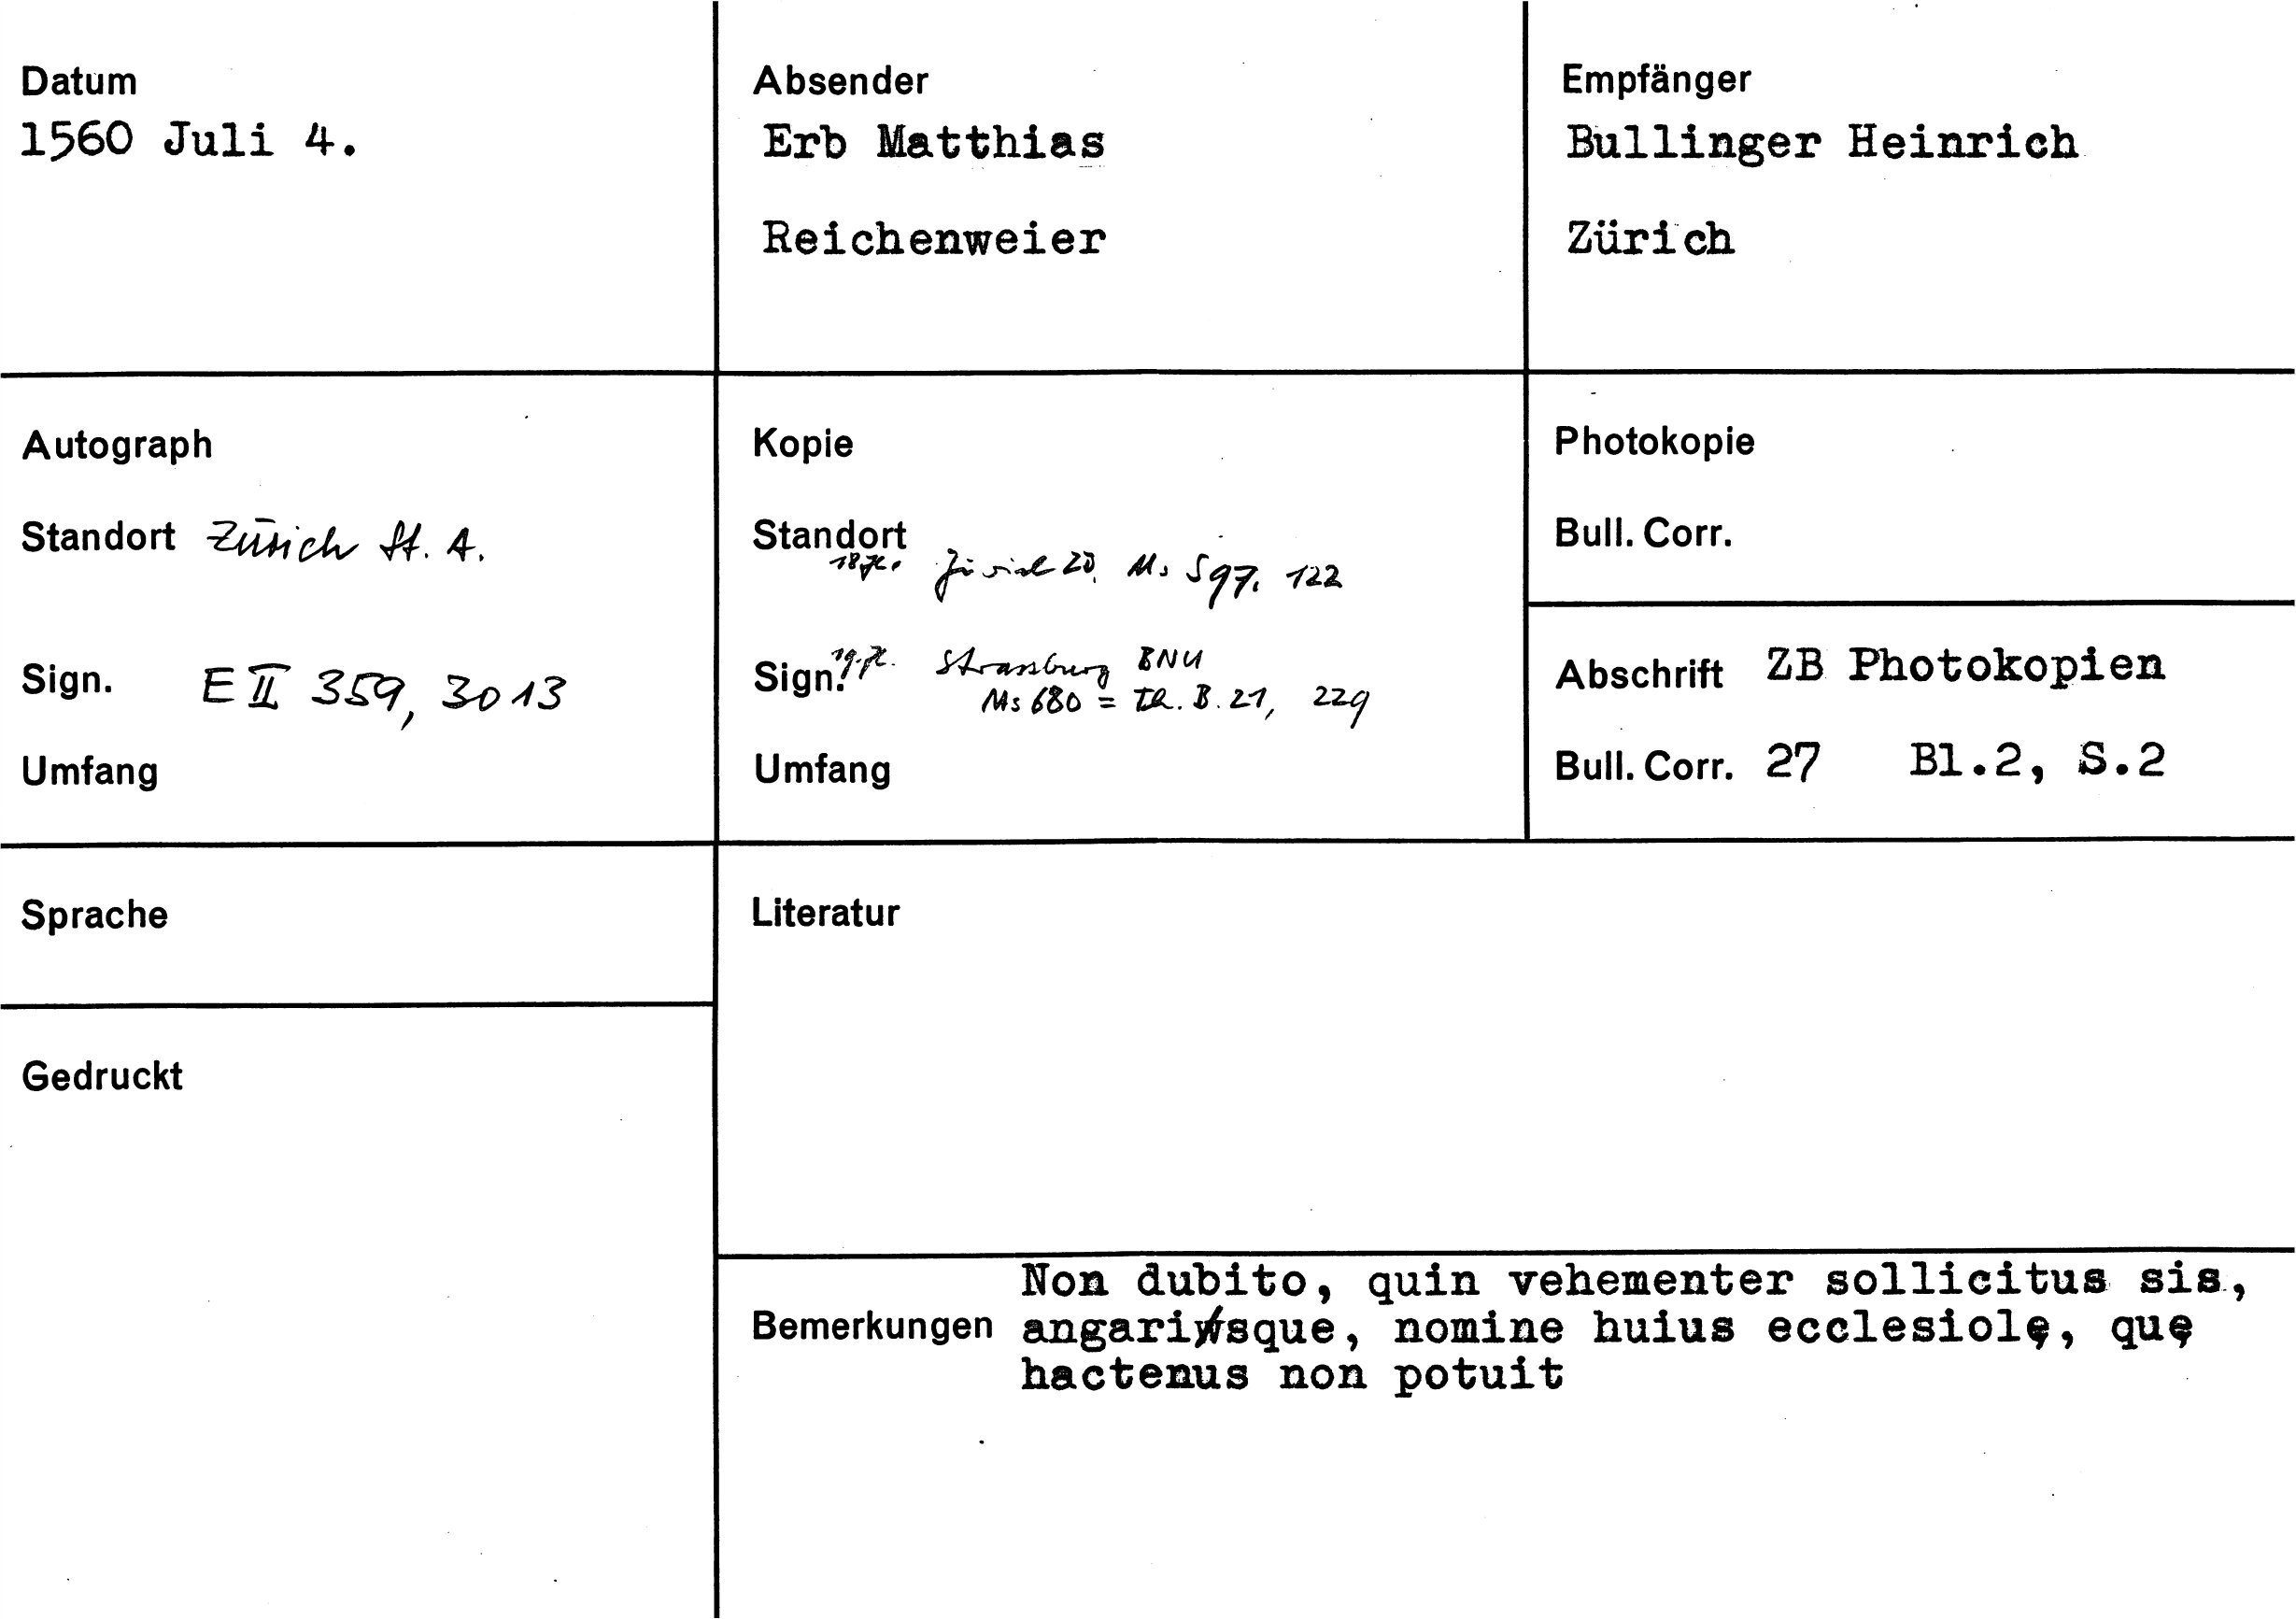 Datum
1560 Juli 4.
Absender
Erb Matthias
Reichenweier
Empfänger
Bullinger Heinrich
Zürich
Autograph
Standort Zürich St. A.
Sign. E II 359, 3013
Umfang
Kopie
Standort
18. Jh. Zürich ZB, Ms S 97, 122
Sign. 19. Jh. Strassburg BNU
Ms 680 = Th. B. 21, 229
Umfang
Photokopie
Bull. Corr.
Abschrift ZB Photokopien
Bull. Corr. 27 Bl.2, S.2
Sprache
Gedruckt
Literatur
Non dubito, quin vehementer sollicitus sis,
Bemerkungen angarisque, nomine huius ecclesiolę, quę
hactenus non potuit